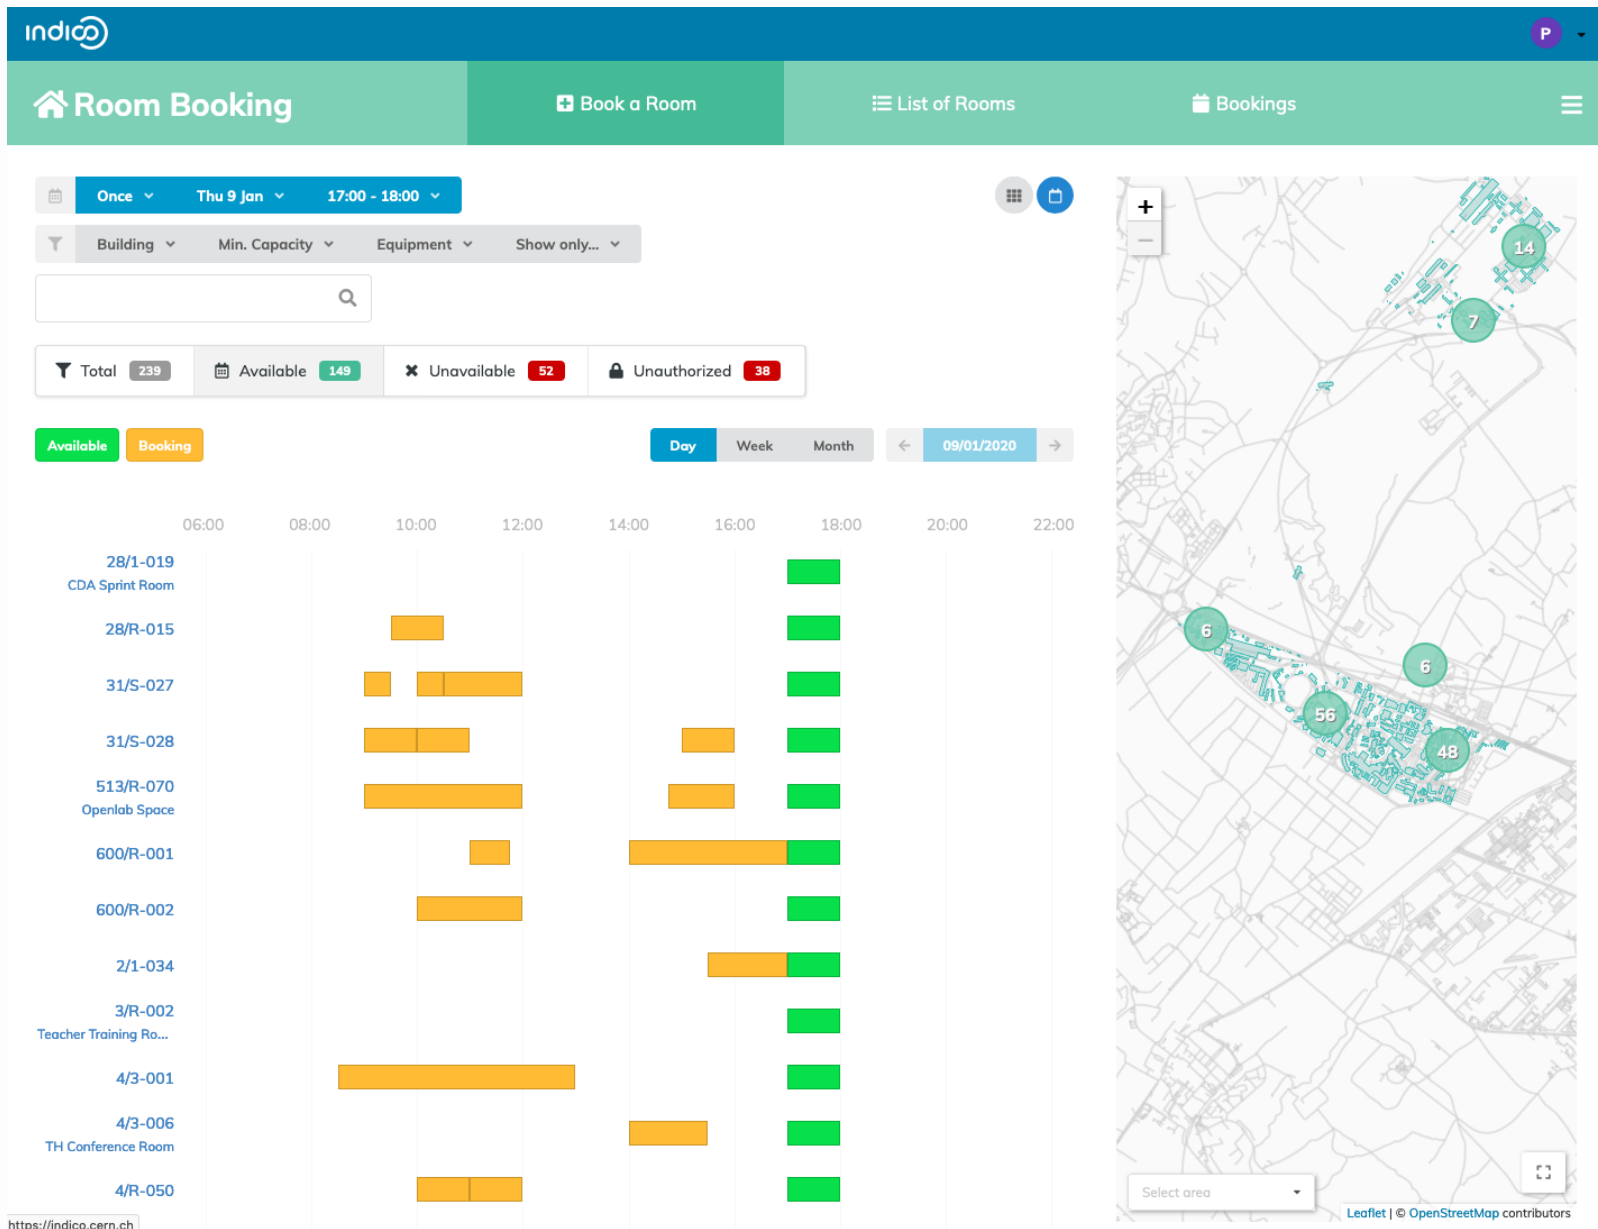 indico
P
Room Booking
Book a Room
List of Rooms
Bookings
Once Thu 9 Jan 17:00 - 18:00
Building Min. Capacity Equipment Show only...
Total 239 Available 149 Unavailable 52 Unauthorized 38
Available Booking
Day Week Month 09/01/2020
06:00 08:00 10:00 12:00 14:00 16:00 18:00 20:00 22:00
28/1-019
CDA Sprint Room
28/R-015
31/S-027
31/S-028
513/R-070
Openlab Space
600/R-001
600/R-002
2/1-034
3/R-002
Teacher Training Ro...
4/3-001
4/3-006
TH Conference Room
4/R-050
https://indico.cern.ch
+
−
14
7
6
6
56
48
Select area
Leaflet | © OpenStreetMap contributors